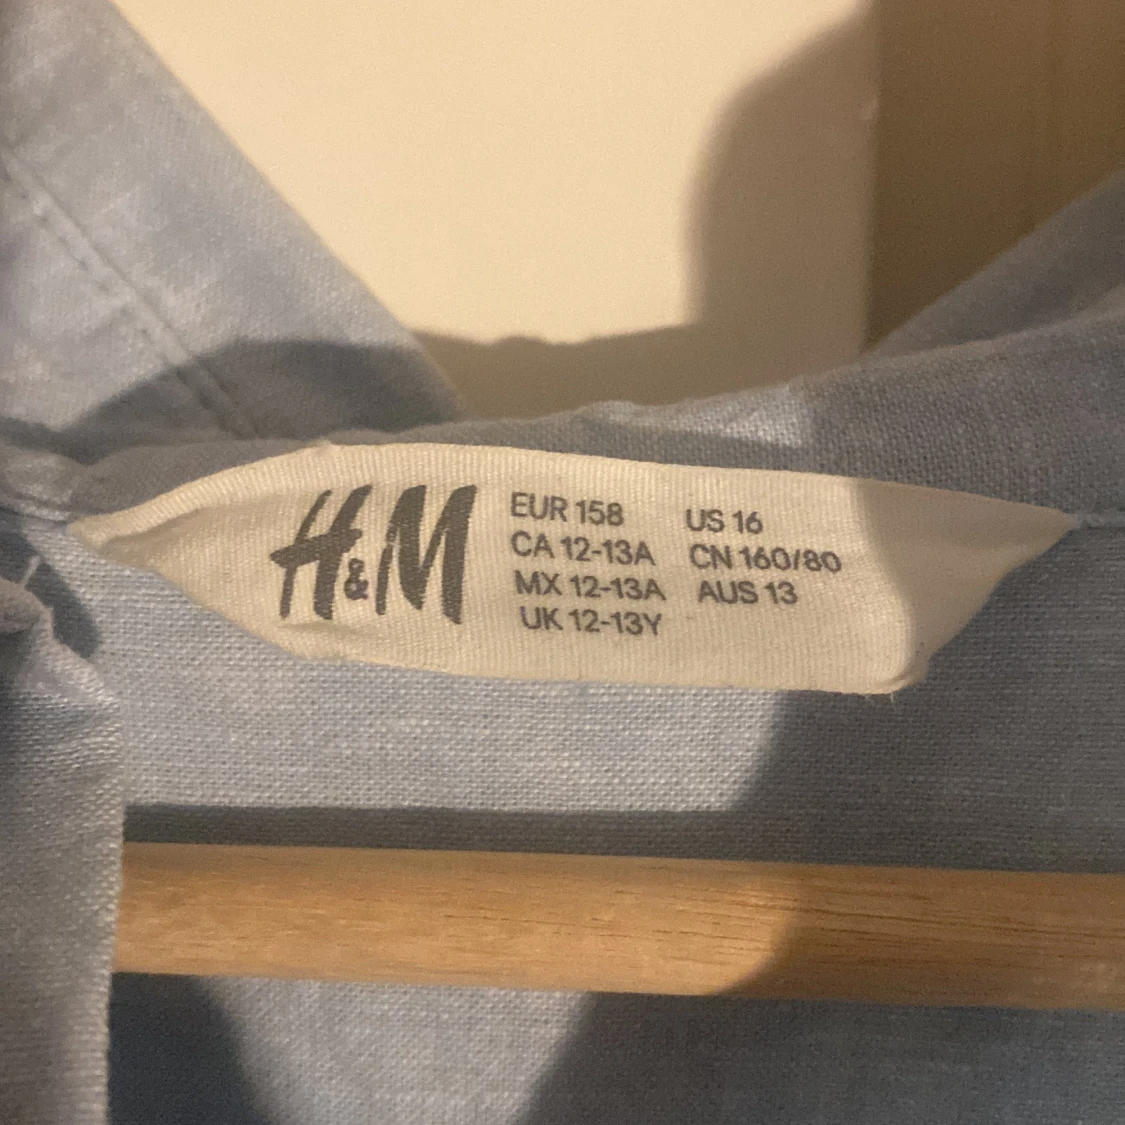 H&M
EUR 158
CA 12-13A
MX 12-13A
UK 12-13Y
US 16
CN 160/80
AUS 13